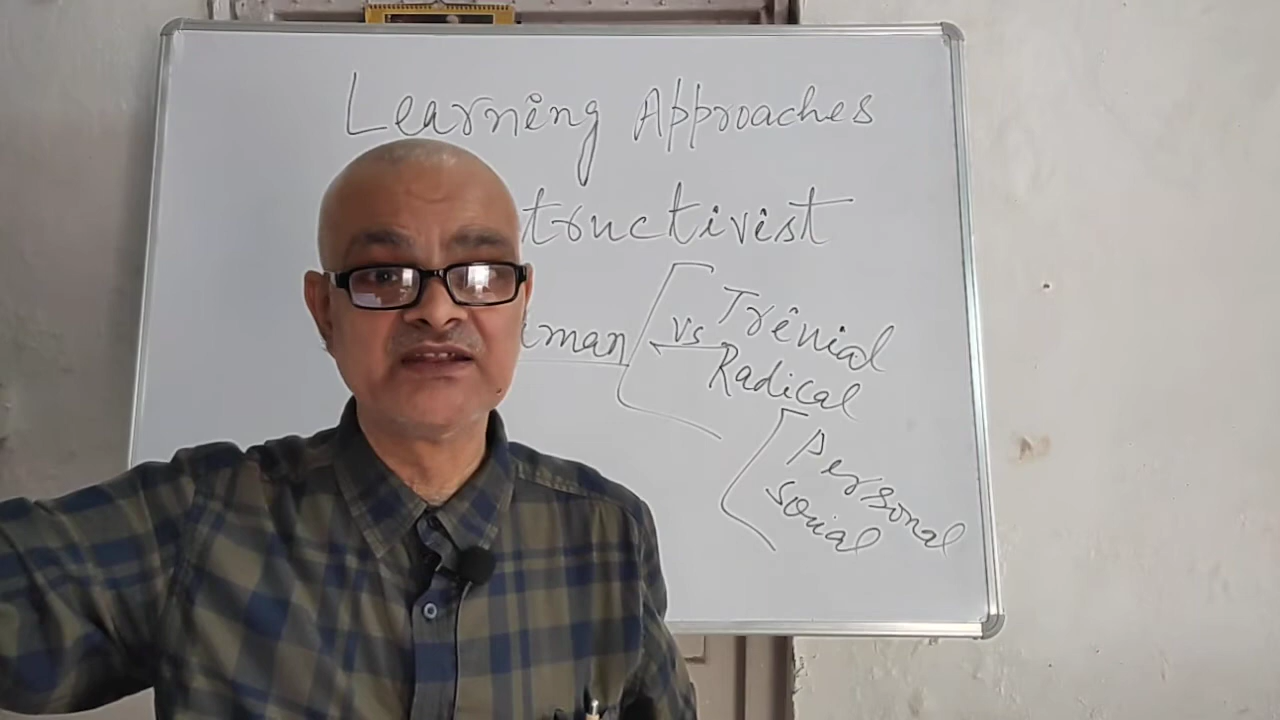 Learning Approaches
tructivist
man
vs Trivial
Radical
Personal
Social